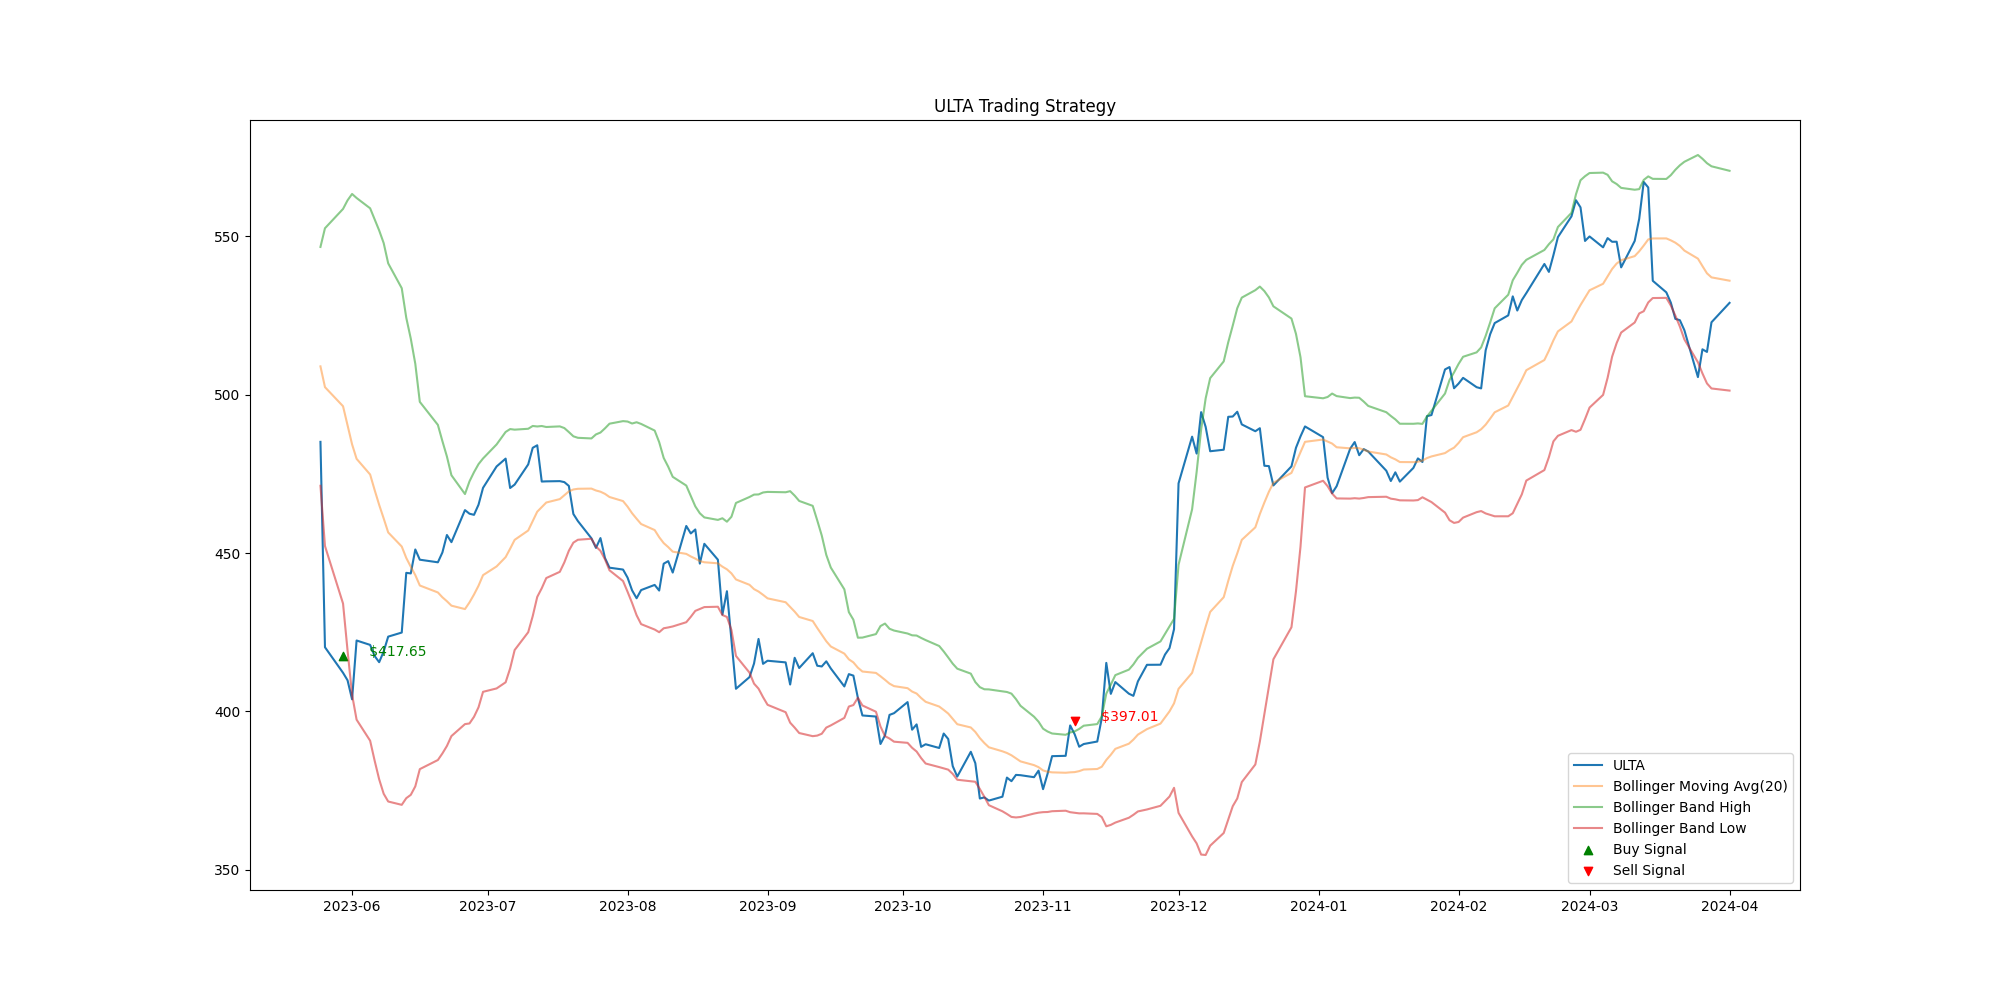 ULTA Trading Strategy
550
500
450
400
350
$417.65
$397.01
ULTA
Bollinger Moving Avg(20)
Bollinger Band High
Bollinger Band Low
Buy Signal
Sell Signal
2023-06 2023-07 2023-08 2023-09 2023-10 2023-11 2023-12 2024-01 2024-02 2024-03 2024-04